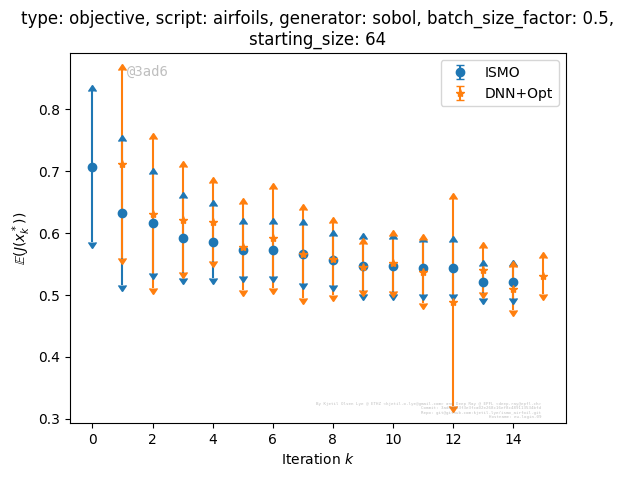 type: objective, script: airfoils, generator: sobol, batch_size_factor: 0.5,
starting_size: 64
@3ad6
ISMO
DNN+Opt
0.8
0.7
0.6
0.5
0.4
0.3
𝔼(J(x*ₖ))
0 2 4 6 8 10 12 14
Iteration k